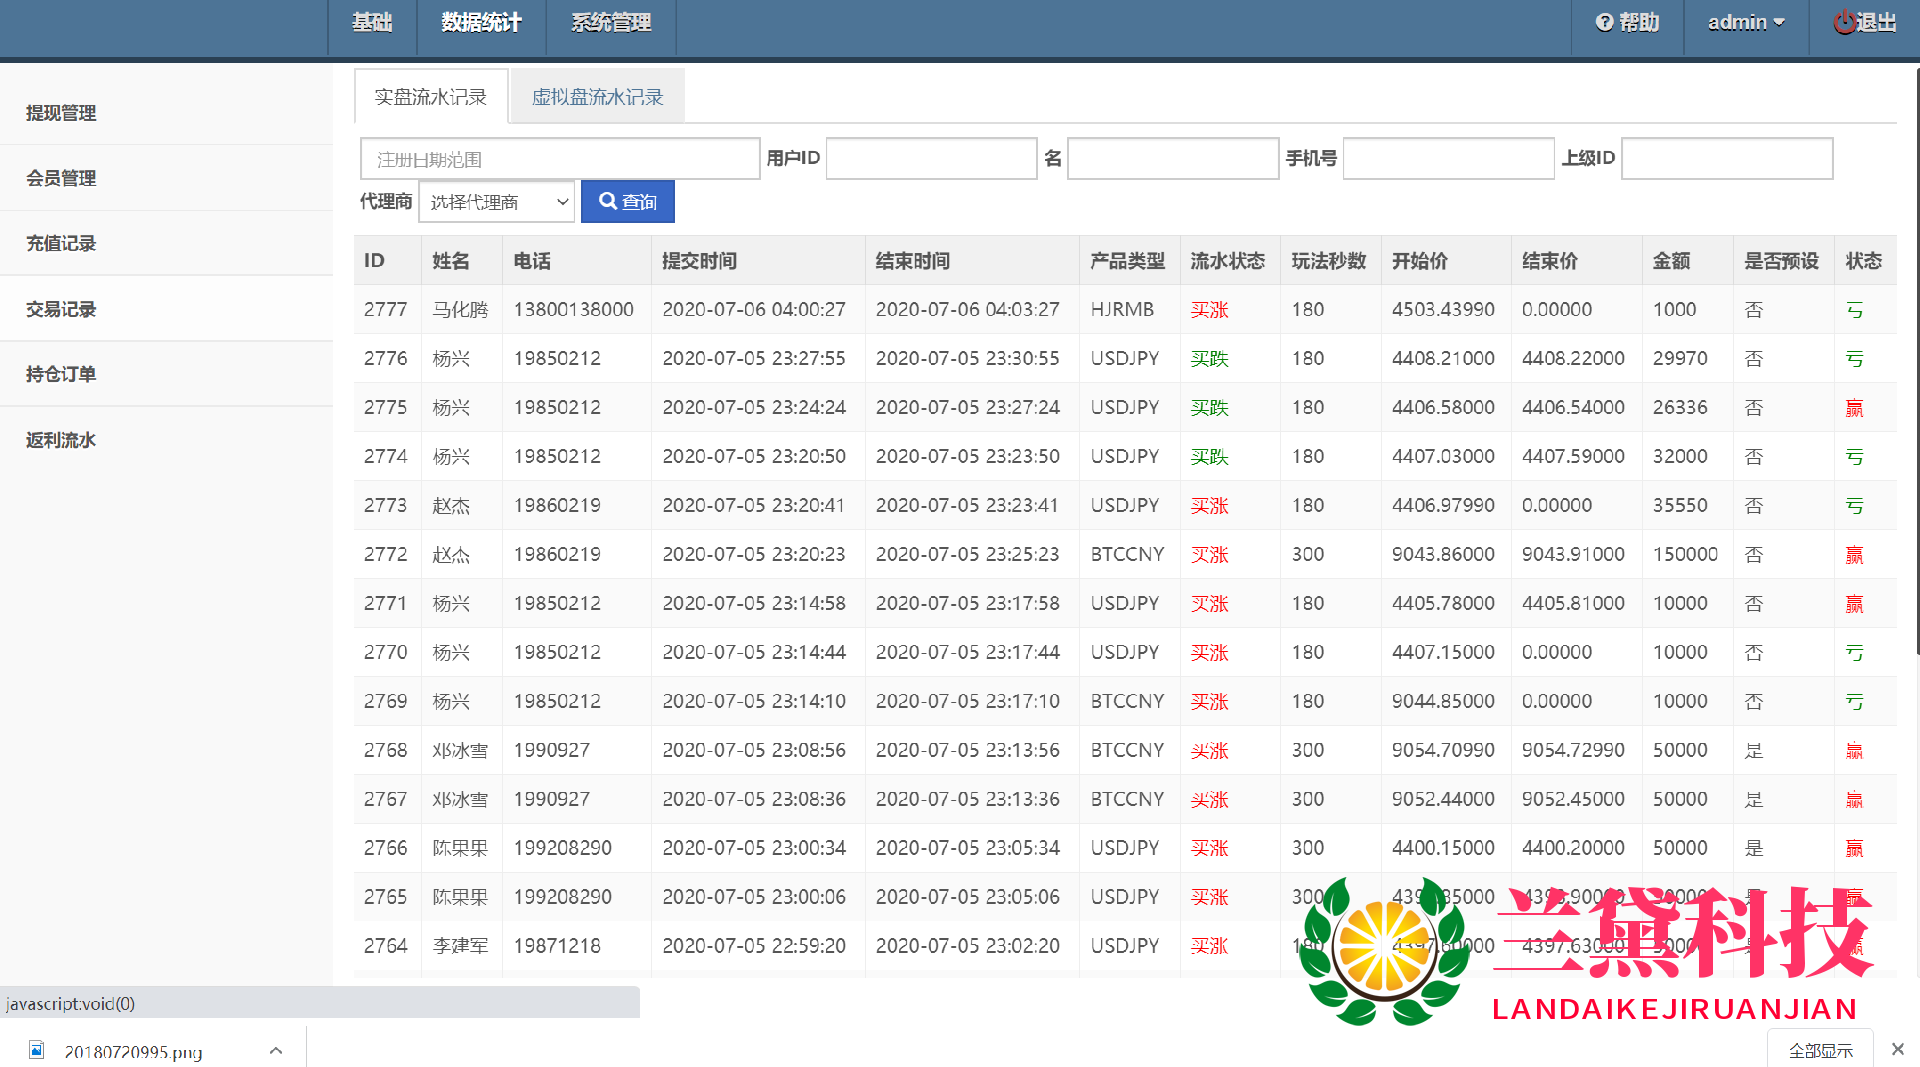 基础 数据统计 系统管理 帮助 admin 退出
提现管理
会员管理
充值记录
交易记录
持仓订单
返利流水
实盘流水记录 虚拟盘流水记录
注册日期范围 用户ID 名 手机号 上级ID
代理商 选择代理商 查询
ID 姓名 电话 提交时间 结束时间 产品类型 流水状态 玩法秒数 开始价 结束价 金额 是否预设 状态
2777 马化腾 13800138000 2020-07-06 04:00:27 2020-07-06 04:03:27 HJRMB 买涨 180 4503.43990 0.00000 1000 否 亏
2776 杨兴 19850212 2020-07-05 23:27:55 2020-07-05 23:30:55 USDJPY 买跌 180 4408.21000 4408.22000 29970 否 亏
2775 杨兴 19850212 2020-07-05 23:24:24 2020-07-05 23:27:24 USDJPY 买跌 180 4406.58000 4406.54000 26336 否 赢
2774 杨兴 19850212 2020-07-05 23:20:50 2020-07-05 23:23:50 USDJPY 买跌 180 4407.03000 4407.59000 32000 否 亏
2773 赵杰 19860219 2020-07-05 23:20:41 2020-07-05 23:23:41 USDJPY 买涨 180 4406.97990 0.00000 35550 否 亏
2772 赵杰 19860219 2020-07-05 23:20:23 2020-07-05 23:25:23 BTCCNY 买涨 300 9043.86000 9043.91000 150000 否 赢
2771 杨兴 19850212 2020-07-05 23:14:58 2020-07-05 23:17:58 USDJPY 买涨 180 4405.78000 4405.81000 10000 否 赢
2770 杨兴 19850212 2020-07-05 23:14:44 2020-07-05 23:17:44 USDJPY 买涨 180 4407.15000 0.00000 10000 否 亏
2769 杨兴 19850212 2020-07-05 23:14:10 2020-07-05 23:17:10 BTCCNY 买涨 180 9044.85000 0.00000 10000 否 亏
2768 邓冰雪 1990927 2020-07-05 23:08:56 2020-07-05 23:13:56 BTCCNY 买涨 300 9054.70990 9054.72990 50000 是 赢
2767 邓冰雪 1990927 2020-07-05 23:08:36 2020-07-05 23:13:36 BTCCNY 买涨 300 9052.44000 9052.45000 50000 是 赢
2766 陈果果 199208290 2020-07-05 23:00:34 2020-07-05 23:05:34 USDJPY 买涨 300 4400.15000 4400.20000 50000 是 赢
2765 陈果果 199208290 2020-07-05 23:00:06 2020-07-05 23:05:06 USDJPY 买涨 300 是 赢
2764 李建军 19871218 2020-07-05 22:59:20 2020-07-05 23:02:20 USDJPY 买涨 180 4397.60000 4397.63000 是 赢
兰黛科技
LANDAIKEJIRUANJIAN
javascript:void(0)
20180720995.png 全部显示